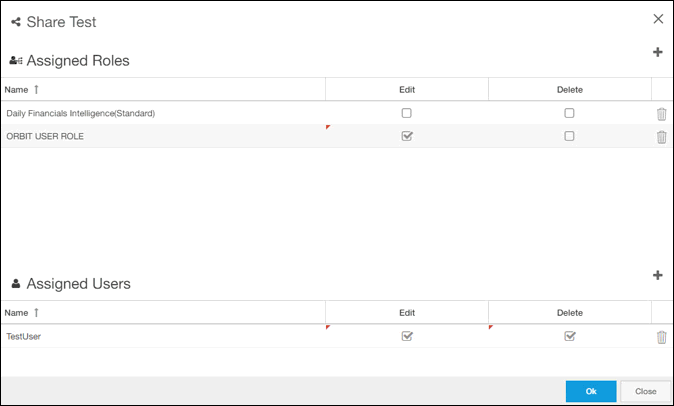 Share Test
Assigned Roles
Name Edit Delete
Daily Financials Intelligence(Standard)
ORBIT USER ROLE
Assigned Users
Name Edit Delete
TestUser
Ok Close